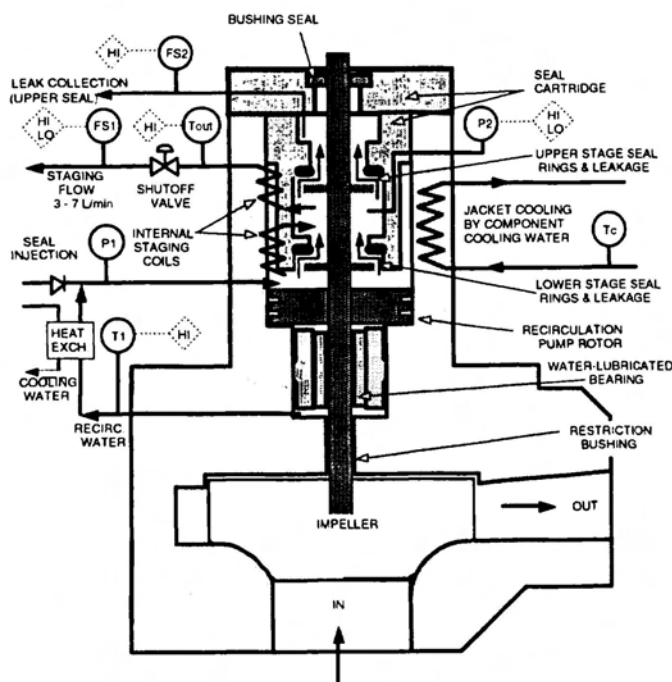 BUSHING SEAL
HI
FS2
LEAK COLLECTION
(UPPER SEAL)
SEAL
CARTRIDGE
HI
LO
FS1
HI
Tout
P2
HI
LO
STAGING
FLOW
3 - 7 L/min
SHUTOFF
VALVE
UPPER STAGE SEAL
RINGS & LEAKAGE
JACKET COOLING
BY COMPONENT
COOLING WATER
Tc
SEAL
INJECTION
P1
INTERNAL
STAGING
COILS
LOWER STAGE SEAL
RINGS & LEAKAGE
HEAT
EXCH
T1
HI
RECIRCULATION
PUMP ROTOR
COOLING
WATER
WATER-LUBRICATED
BEARING
RECIRC.
WATER
RESTRICTION
BUSHING
IMPELLER
OUT
IN